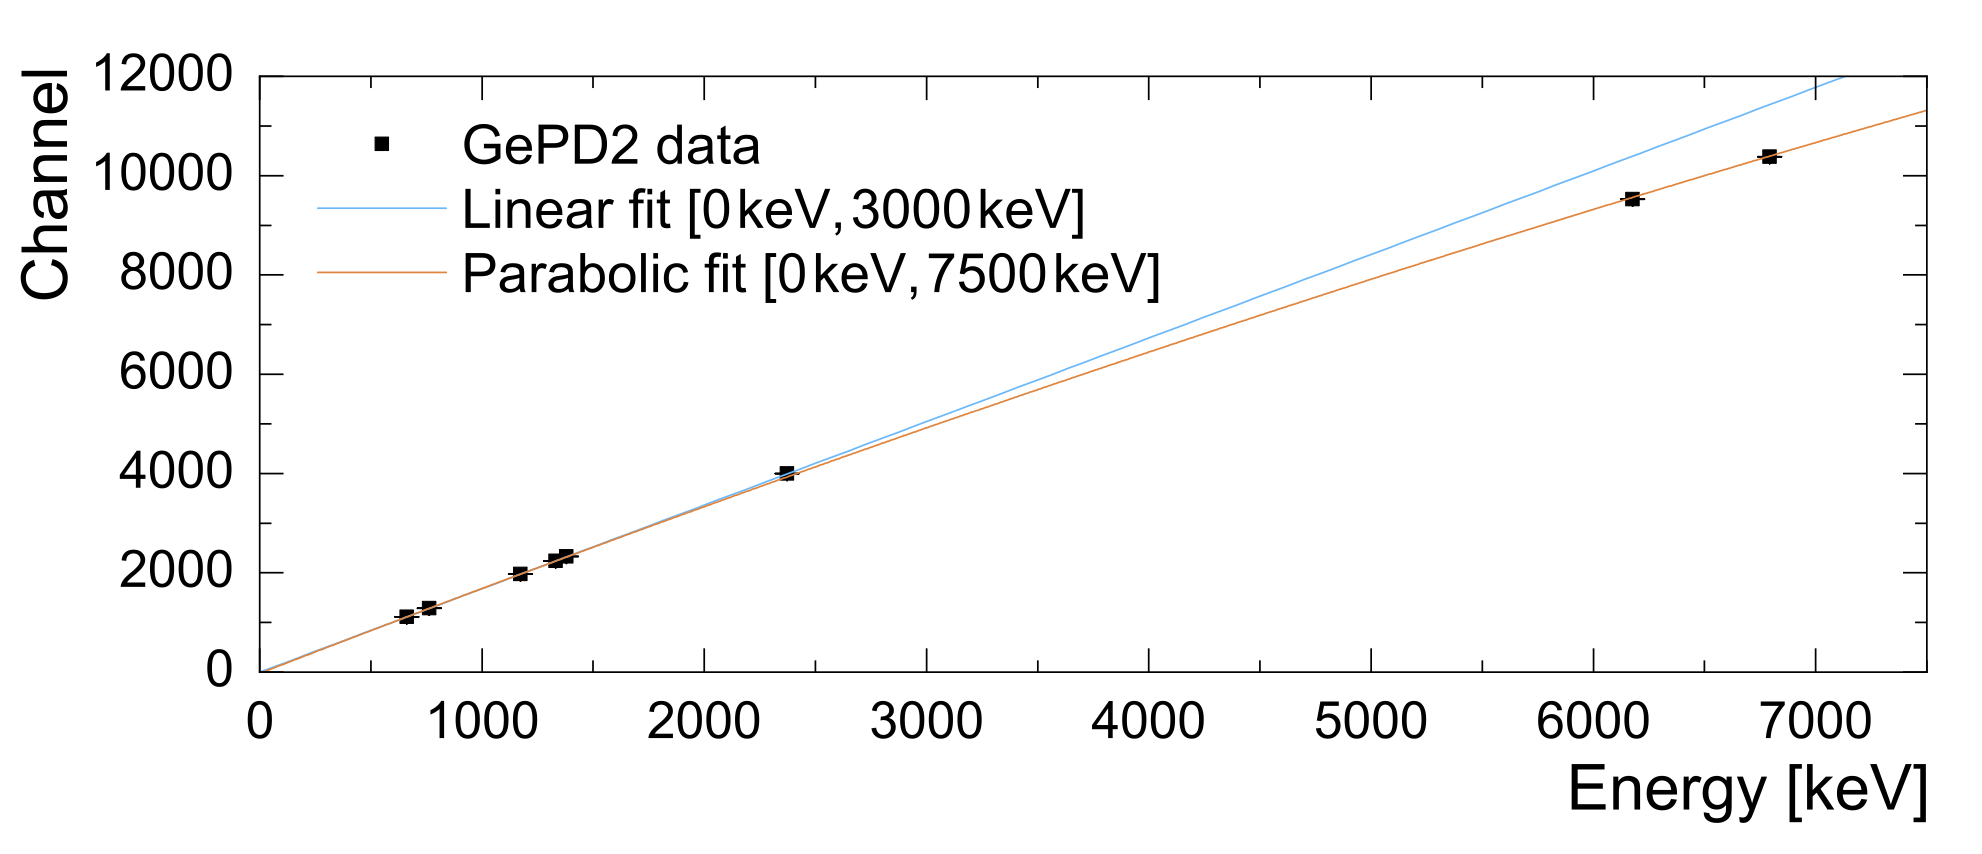 Channel
12000
10000
8000
6000
4000
2000
0
GePD2 data
Linear fit [0 keV, 3000 keV]
Parabolic fit [0 keV, 7500 keV]
0 1000 2000 3000 4000 5000 6000 7000
Energy [keV]